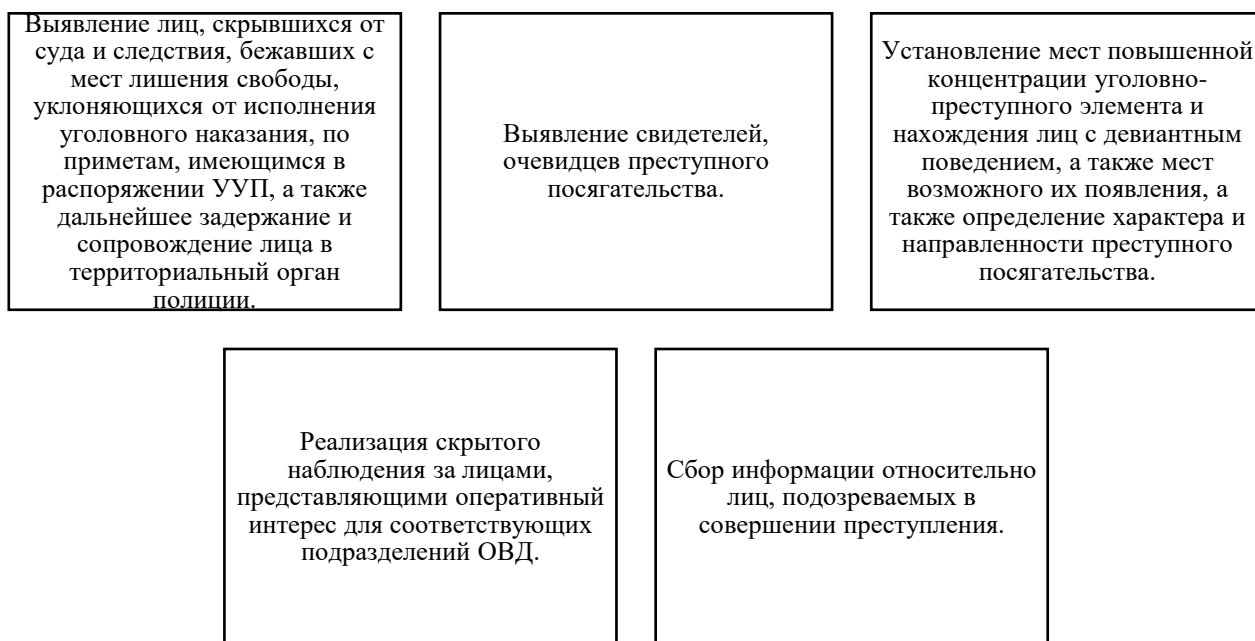 Выявление лиц, скрывшихся от
суда и следствия, бежавших с
мест лишения свободы,
уклоняющихся от исполнения
уголовного наказания, по
приметам, имеющимся в
распоряжении УУП, а также
дальнейшее задержание и
сопровождение лица в
территориальный орган
полиции.
Выявление свидетелей,
очевидцев преступного
посягательства.
Установление мест повышенной
концентрации уголовно-
преступного элемента и
нахождения лиц с девиантным
поведением, а также мест
возможного их появления, а
также определение характера и
направленности преступного
посягательства.
Реализация скрытого
наблюдения за лицами,
представляющими оперативный
интерес для соответствующих
подразделений ОВД.
Сбор информации относительно
лиц, подозреваемых в
совершении преступления.